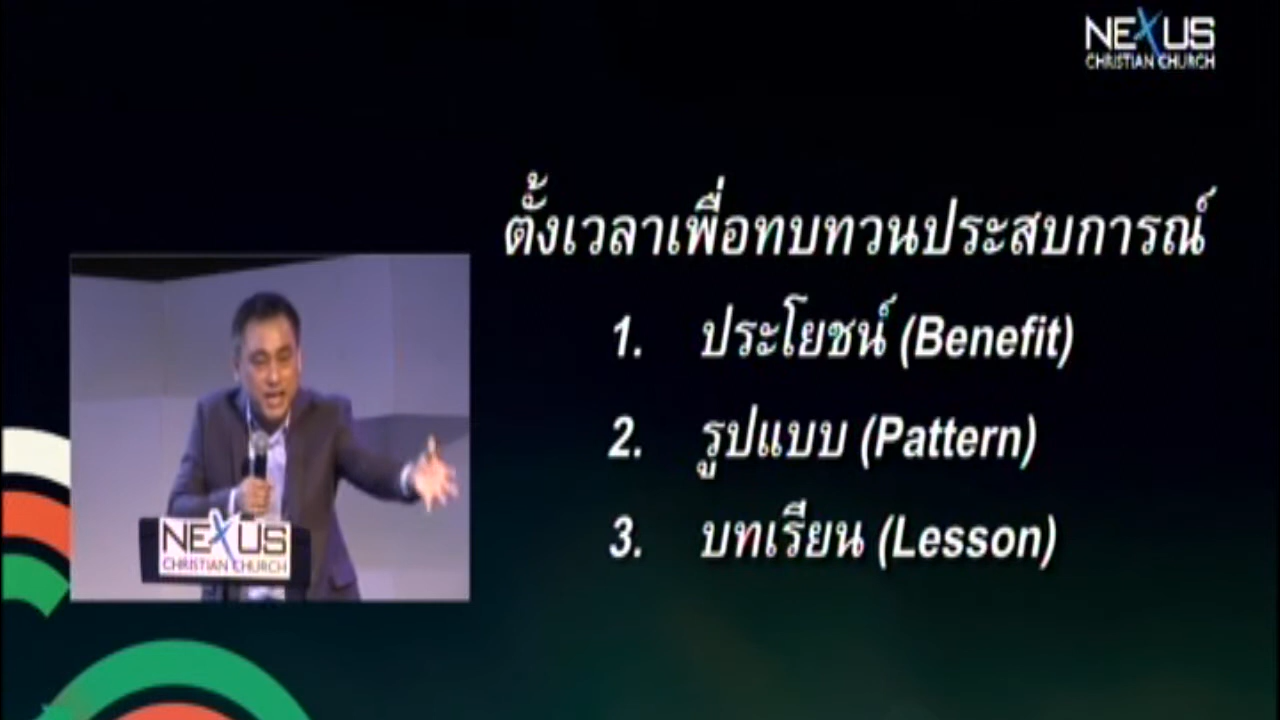 NEXUS
CHRISTIAN CHURCH
ตั้งเวลาเพื่อทบทวนประสบการณ์
1. ประโยชน์ (Benefit)
2. รูปแบบ (Pattern)
3. บทเรียน (Lesson)
NEXUS
CHRISTIAN CHURCH